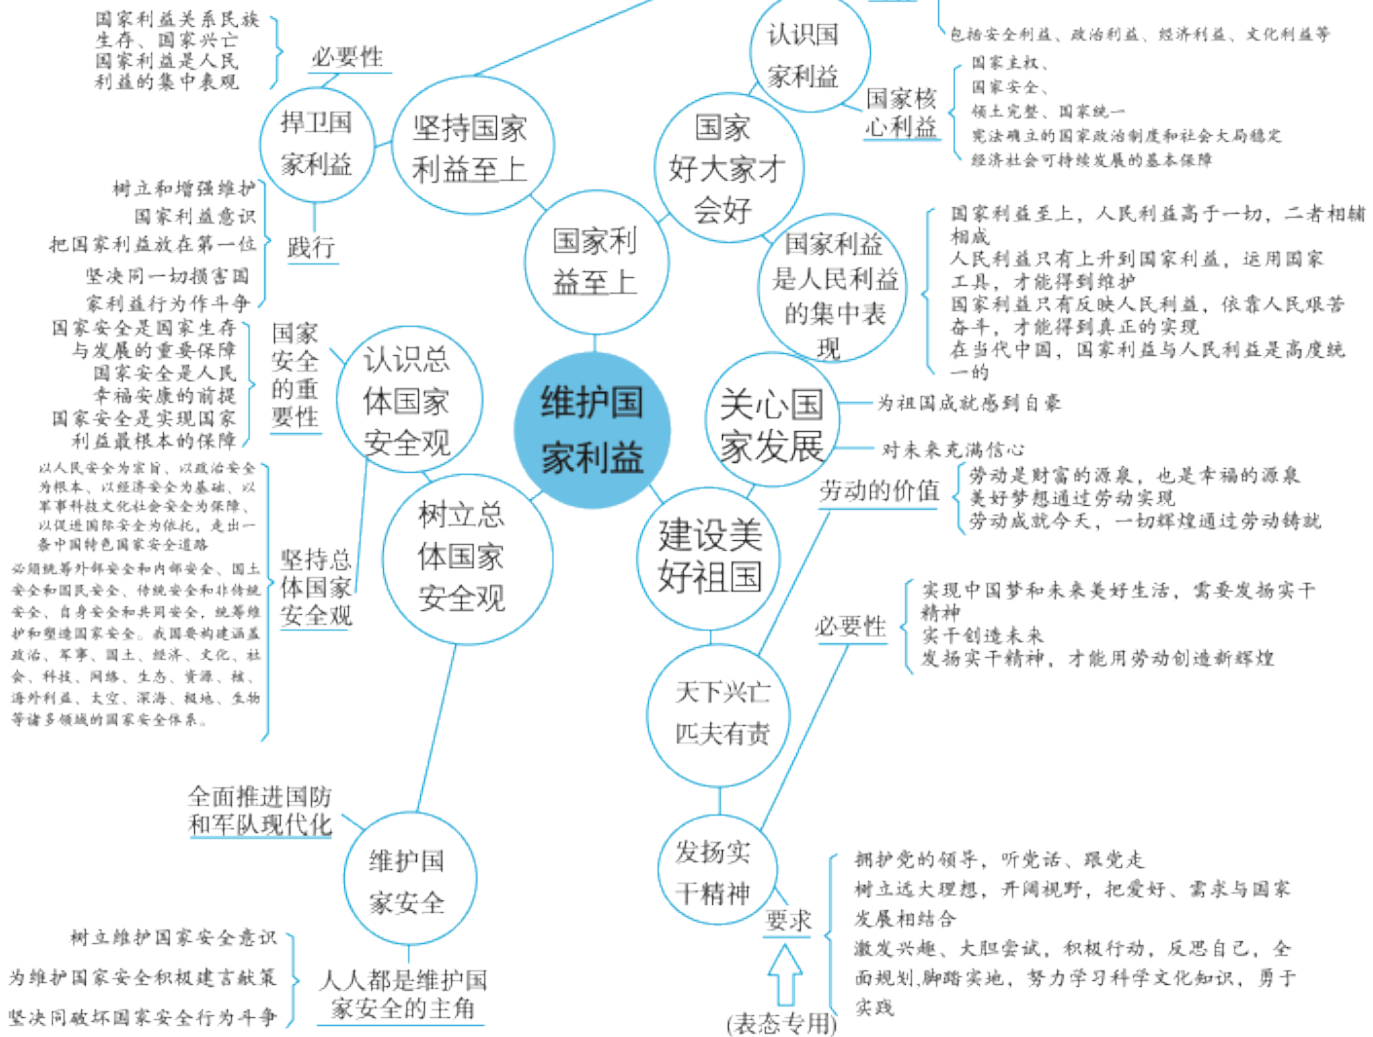 维护国
家利益
国家利
益至上
坚持国家
利益至上
捍卫国
家利益
必要性
国家利益关系民族
生存、国家兴亡
国家利益是人民
利益的集中表观
践行
树立和增强维护
国家利益意识
把国家利益放在第一位
坚决同一切损害国
家利益行为作斗争
国家
好大家才
会好
认识国
家利益
包括安全利益、政治利益、经济利益、文化利益等
国家核
心利益
国家主权、
国家安全、
领土完整、国家统一
宪法确立的国家政治制度和社会大局稳定
经济社会可持续发展的基本保障
国家利益
是人民利益
的集中表
现
国家利益至上，人民利益高于一切，二者相辅
相成
人民利益只有上升到国家利益，运用国家
工具，才能得到维护
国家利益只有反映人民利益，依靠人民艰苦
奋斗，才能得到真正的实现
在当代中国，国家利益与人民利益是高度统
一的
树立总
体国家
安全观
认识总
体国家
安全观
国家
安全
的重
要性
国家安全是国家生存
与发展的重要保障
国家安全是人民
幸福安康的前提
国家安全是实现国家
利益最根本的保障
坚持总
体国家
安全观
以人民安全为宗旨、以政治安全
为根本、以经济安全为基础、以
军事科技文化社会安全为保障、
以促进国际安全为依托，走出一
条中国特色国家安全道路
必须统筹外部安全和内部安全、国土
安全和国民安全、传统安全和非传统
安全、自身安全和共同安全，统筹维
护和塑造国家安全。我国要构建涵盖
政治、军事、国土、经济、文化、社
会、科技、网络、生态、资源、核、
海外利益、太空、深海、极地、生物
等诸多领域的国家安全体系。
维护国
家安全
全面推进国防
和军队现代化
人人都是维护国
家安全的主角
树立维护国家安全意识
为维护国家安全积极建言献策
坚决同破坏国家安全行为斗争
建设美
好祖国
关心国
家发展
为祖国成就感到自豪
对未来充满信心
天下兴亡
匹夫有责
劳动的价值
劳动是财富的源泉，也是幸福的源泉
美好梦想通过劳动实现
劳动成就今天，一切辉煌通过劳动铸就
发扬实
干精神
必要性
实现中国梦和未来美好生活，需要发扬实干
精神
实干创造未来
发扬实干精神，才能用劳动创造新辉煌
要求
(表态专用)
拥护党的领导，听党话、跟党走
树立远大理想，开阔视野，把爱好、需求与国家
发展相结合
激发兴趣、大胆尝试，积极行动，反思自己，全
面规划,脚踏实地，努力学习科学文化知识，勇于
实践